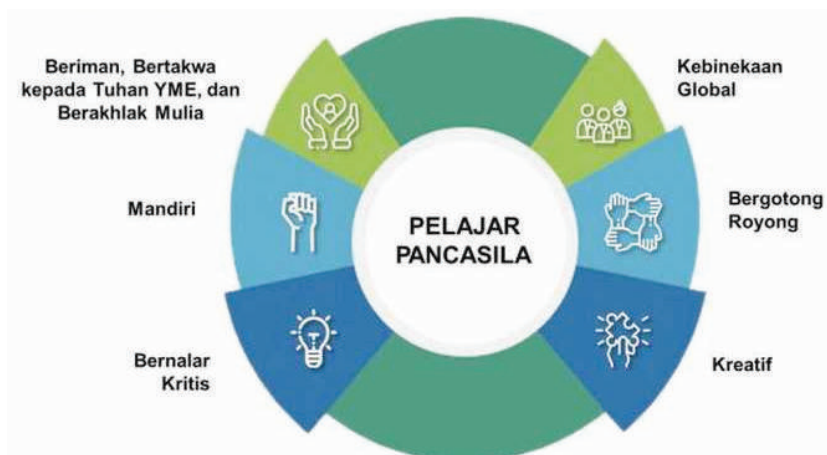 Beriman, Bertakwa
kepada Tuhan YME, dan
Berakhlak Mulia
Kebinekaan
Global
Mandiri
PELAJAR
PANCASILA
Bergotong
Royong
Bernalar
Kritis
Kreatif